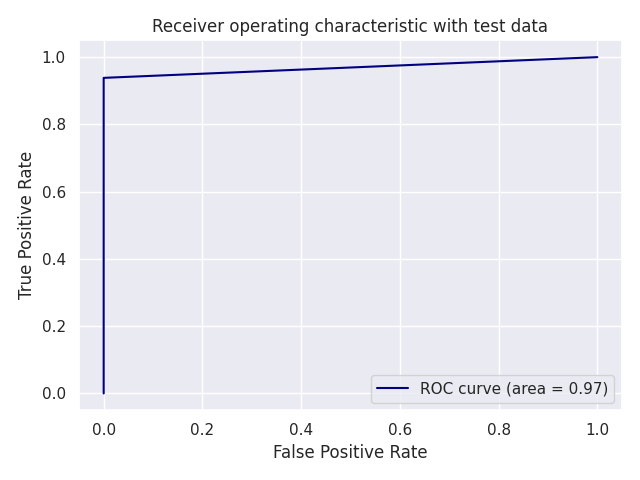 Receiver operating characteristic with test data
1.0
0.8
0.6
0.4
0.2
0.0
True Positive Rate
ROC curve (area = 0.97)
0.0 0.2 0.4 0.6 0.8 1.0
False Positive Rate